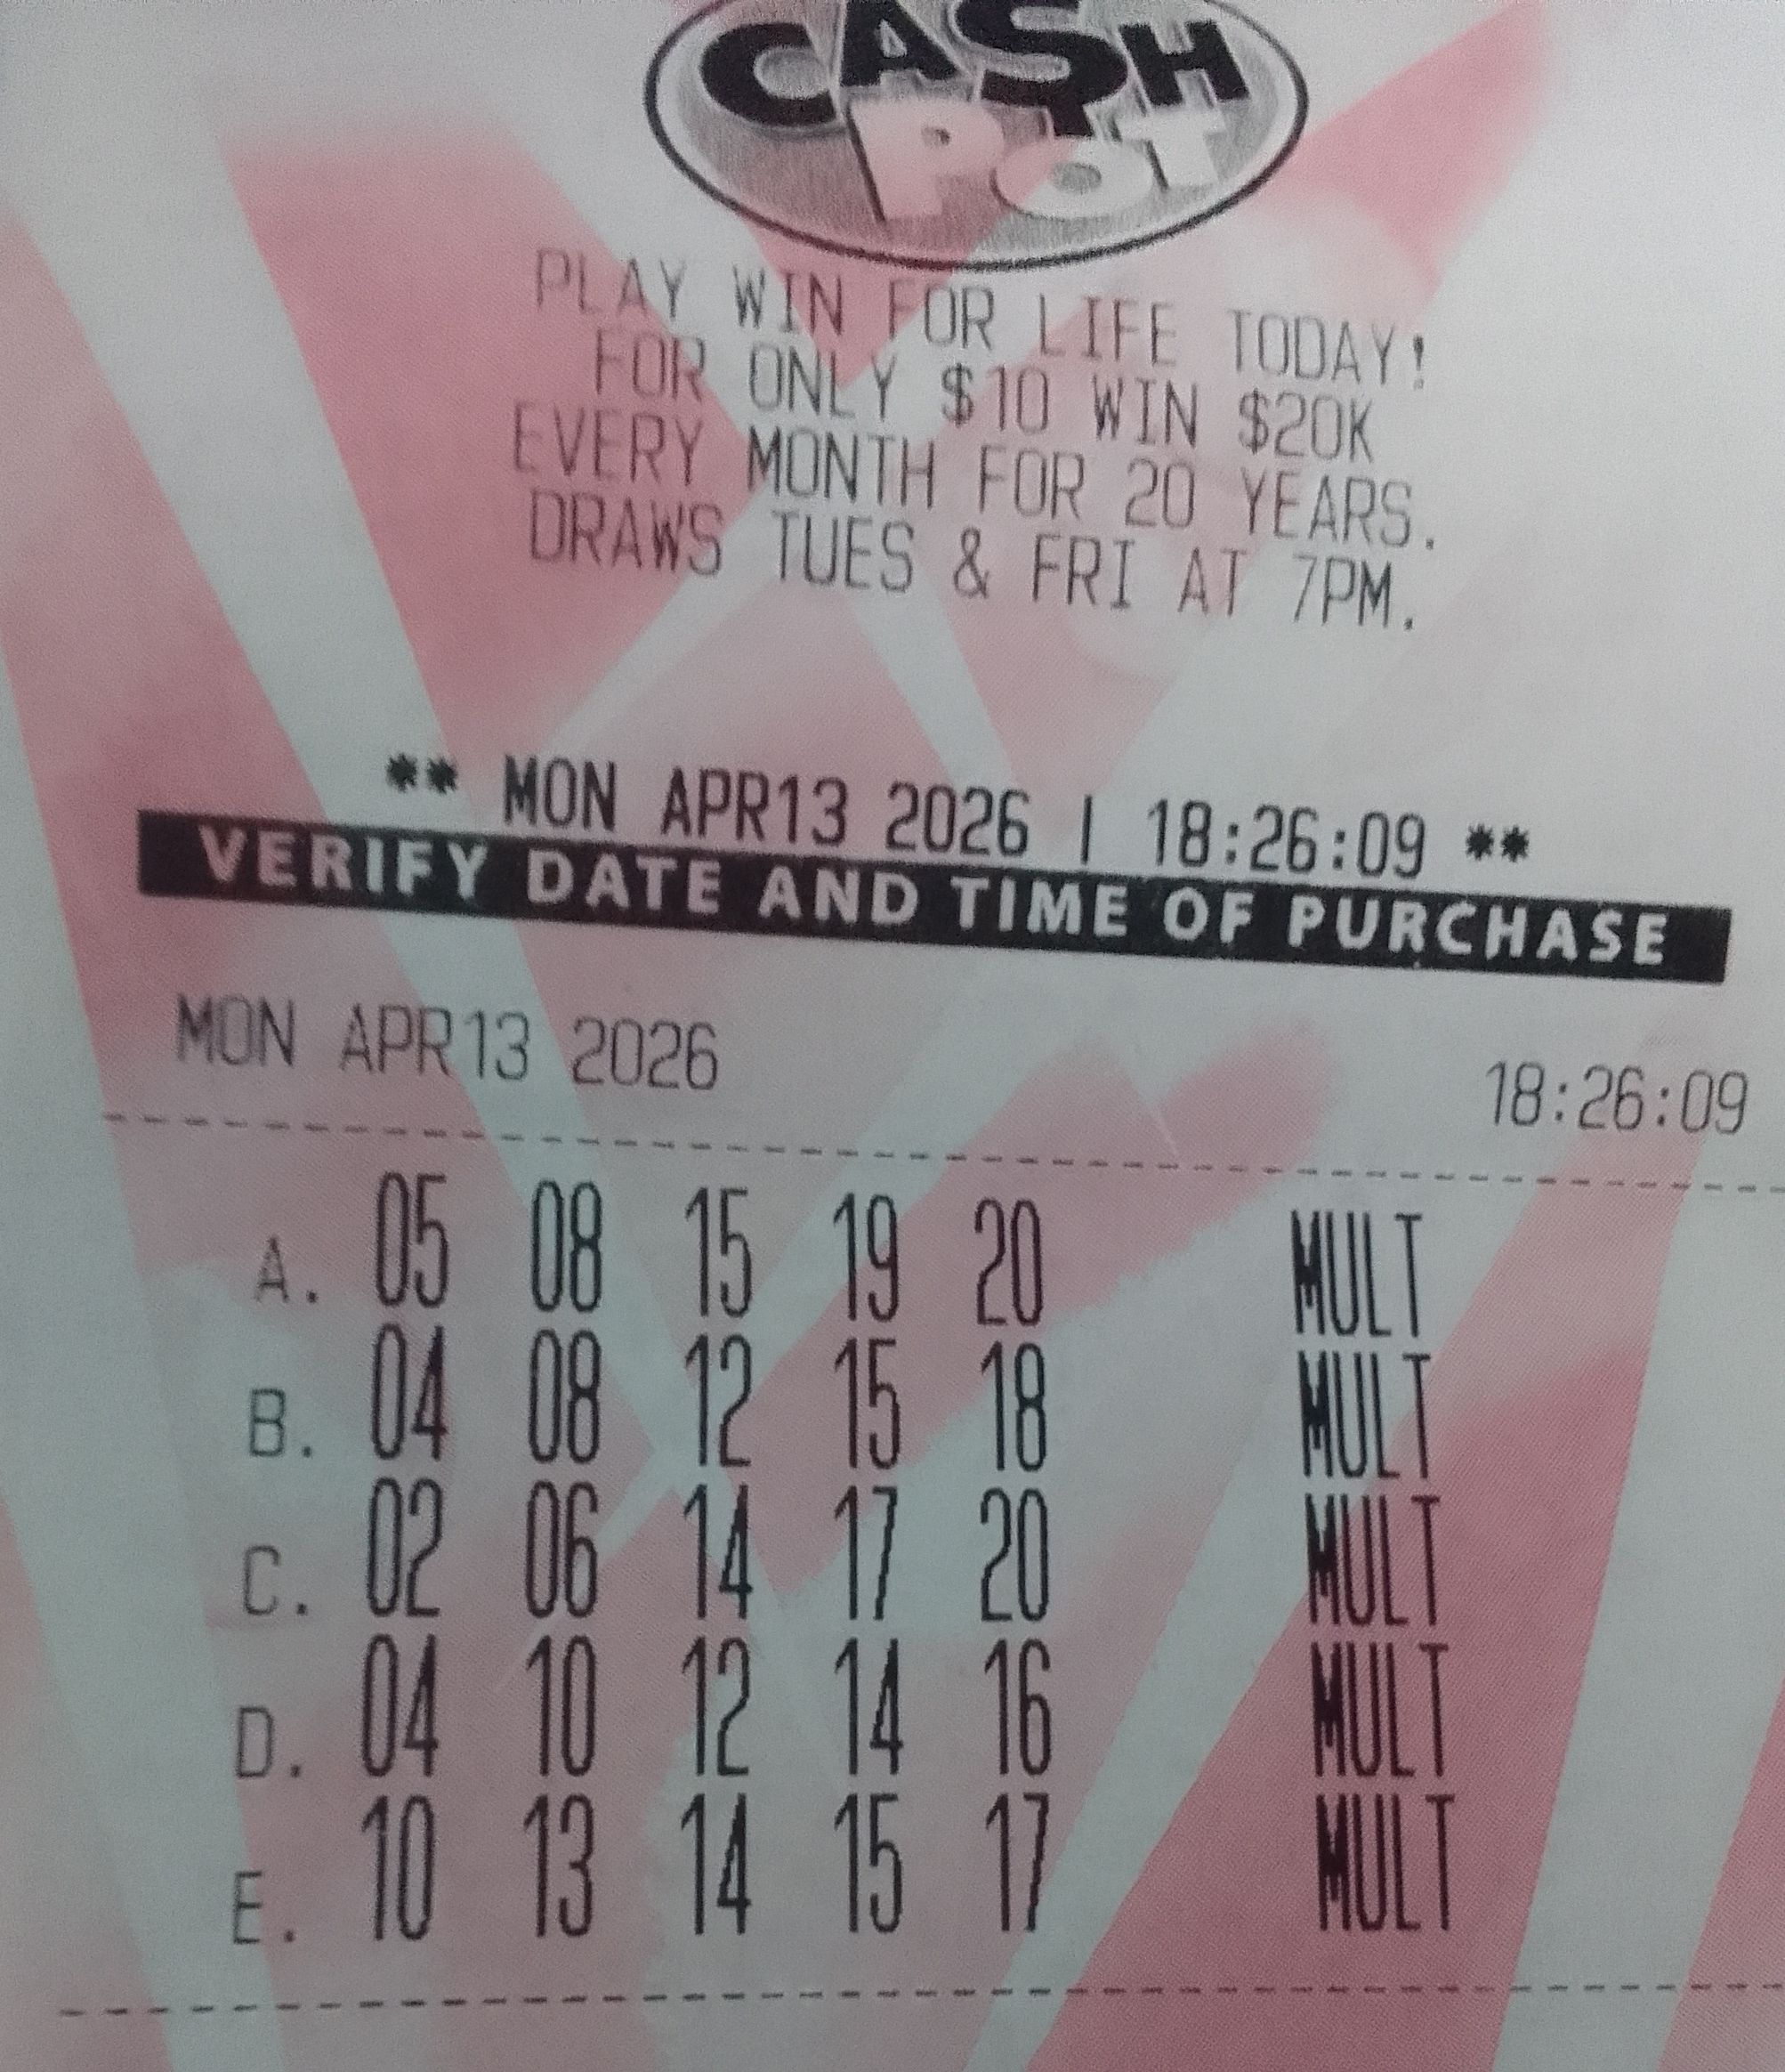 CASH
POT
PLAY WIN FOR LIFE TODAY!
FOR ONLY $10 WIN $20K
EVERY MONTH FOR 20 YEARS.
DRAWS TUES & FRI AT 7PM.
** MON APR13 2026 | 18:26:09 **
VERIFY DATE AND TIME OF PURCHASE
MON APR13 2026 18:26:09
A. 05 08 15 19 20 MULT
B. 04 08 12 15 18 MULT
C. 02 06 14 17 20 MULT
D. 04 10 12 14 16 MULT
E. 10 13 14 15 17 MULT